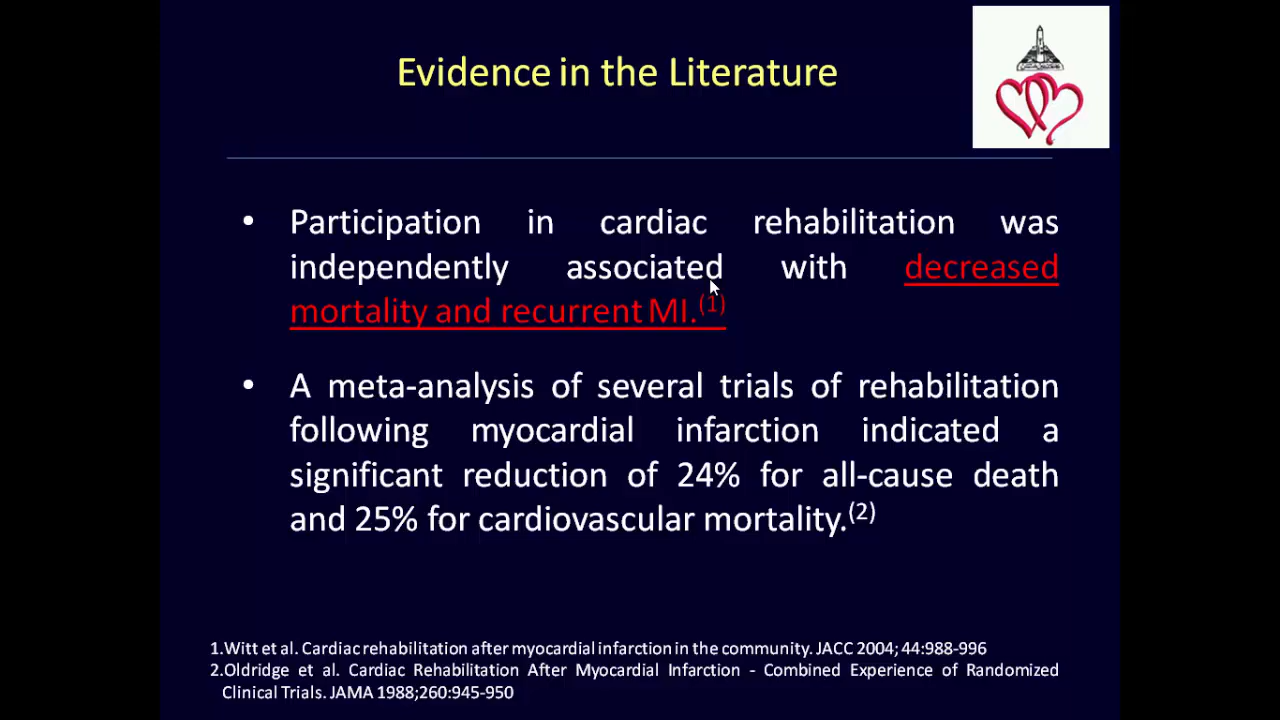 Evidence in the Literature
• Participation in cardiac rehabilitation was
independently associated with decreased
mortality and recurrent MI.(1)
• A meta-analysis of several trials of rehabilitation
following myocardial infarction indicated a
significant reduction of 24% for all-cause death
and 25% for cardiovascular mortality.(2)
1.Witt et al. Cardiac rehabilitation after myocardial infarction in the community. JACC 2004; 44:988-996
2.Oldridge et al. Cardiac Rehabilitation After Myocardial Infarction - Combined Experience of Randomized
Clinical Trials. JAMA 1988;260:945-950